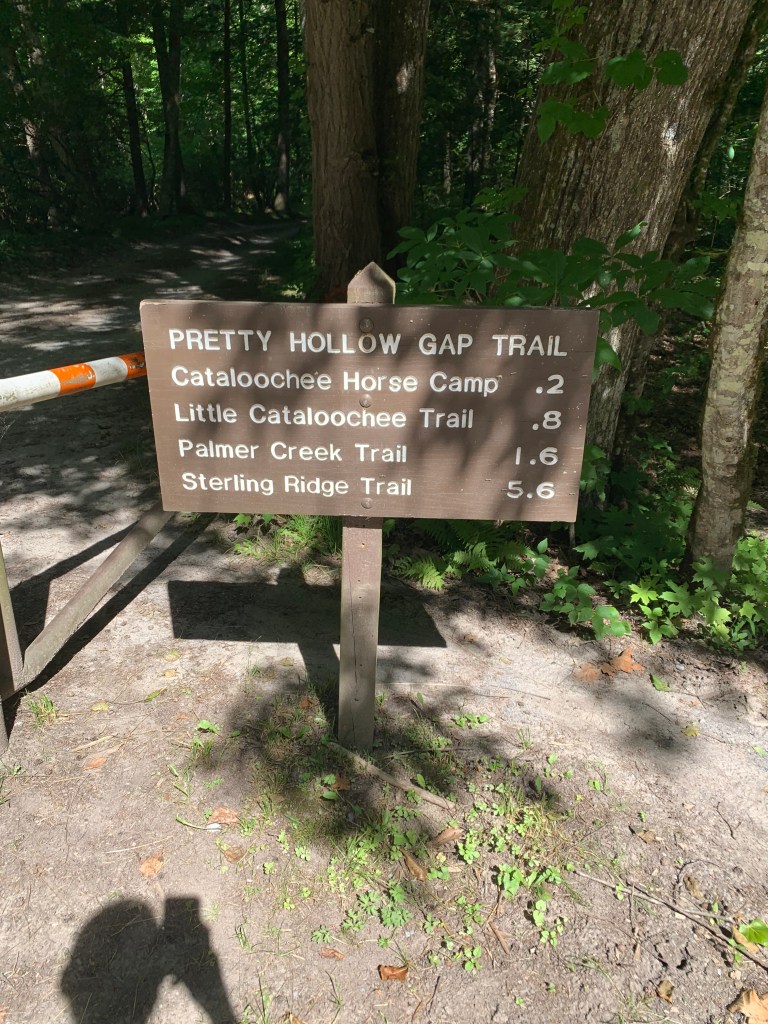 PRETTY HOLLOW GAP TRAIL
Cataloochee Horse Camp .2
Little Cataloochee Trail .8
Palmer Creek Trail 1.6
Sterling Ridge Trail 5.6